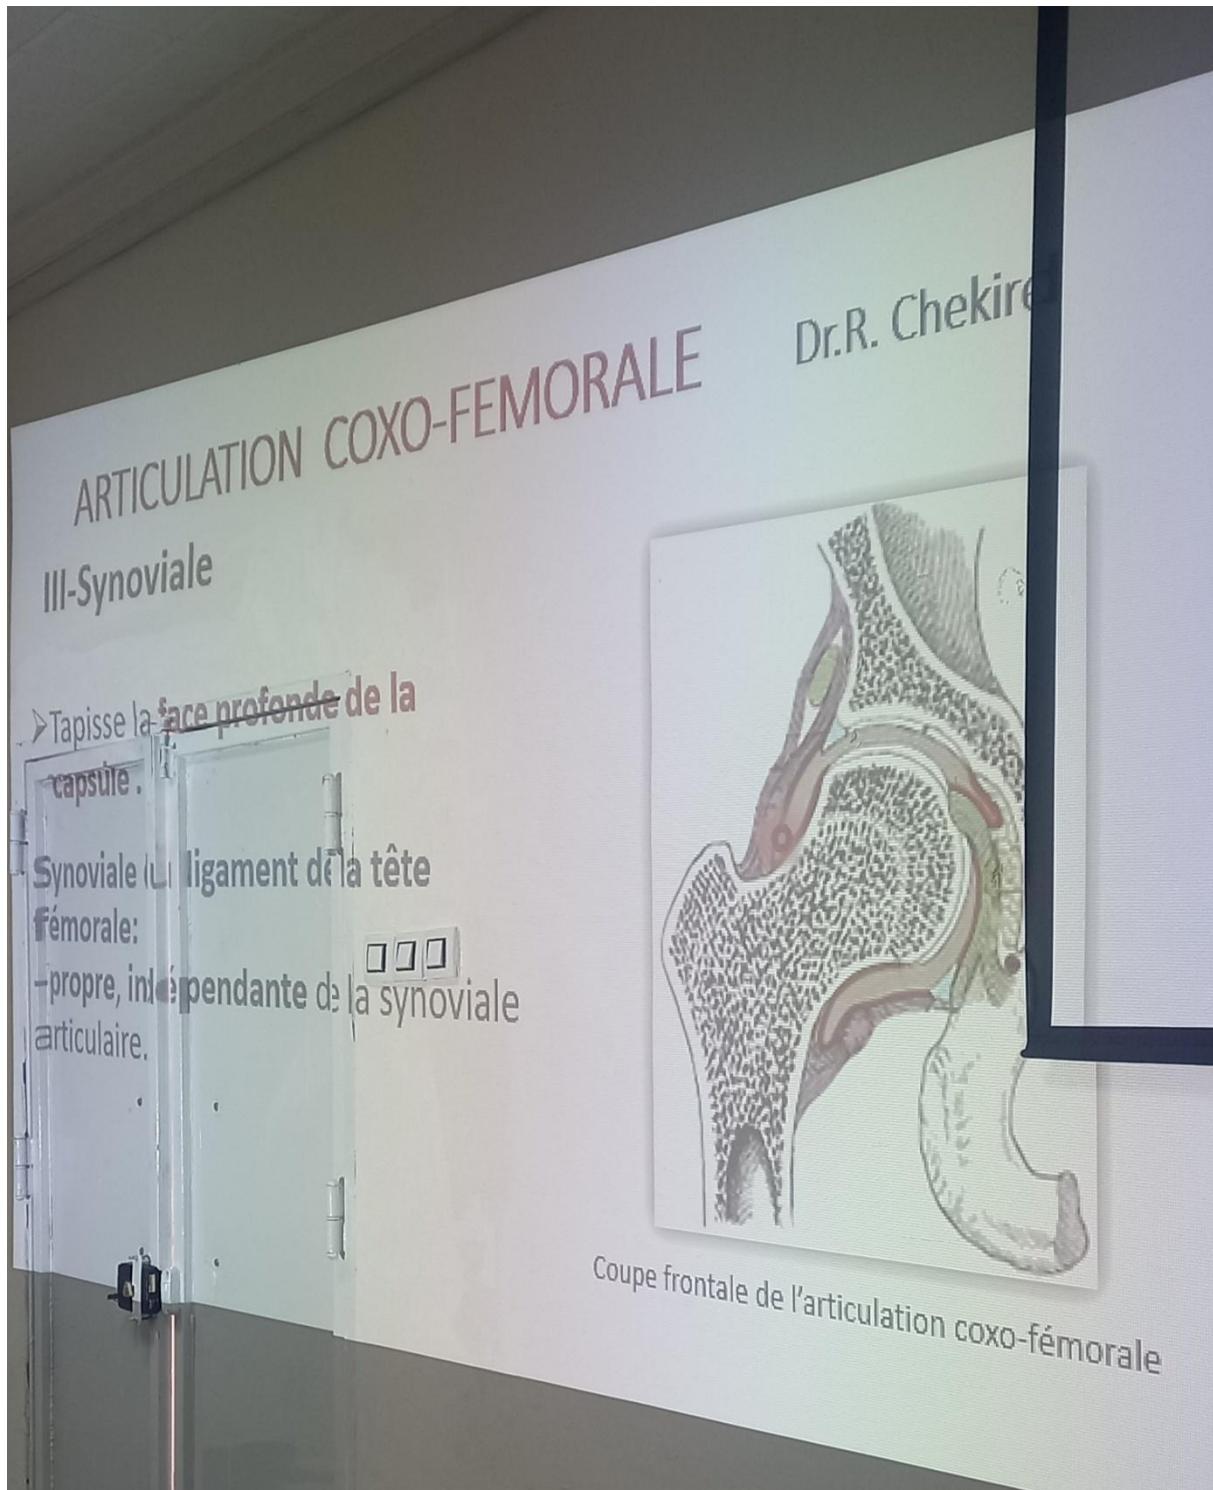 ARTICULATION COXO-FEMORALE
Dr.R. Chekired
III-Synoviale
➢Tapisse la face profonde de la
capsule .
Synoviale du ligament de la tête
Fémorale:
–propre, indépendante de la synoviale
articulaire.
Coupe frontale de l'articulation coxo-fémorale